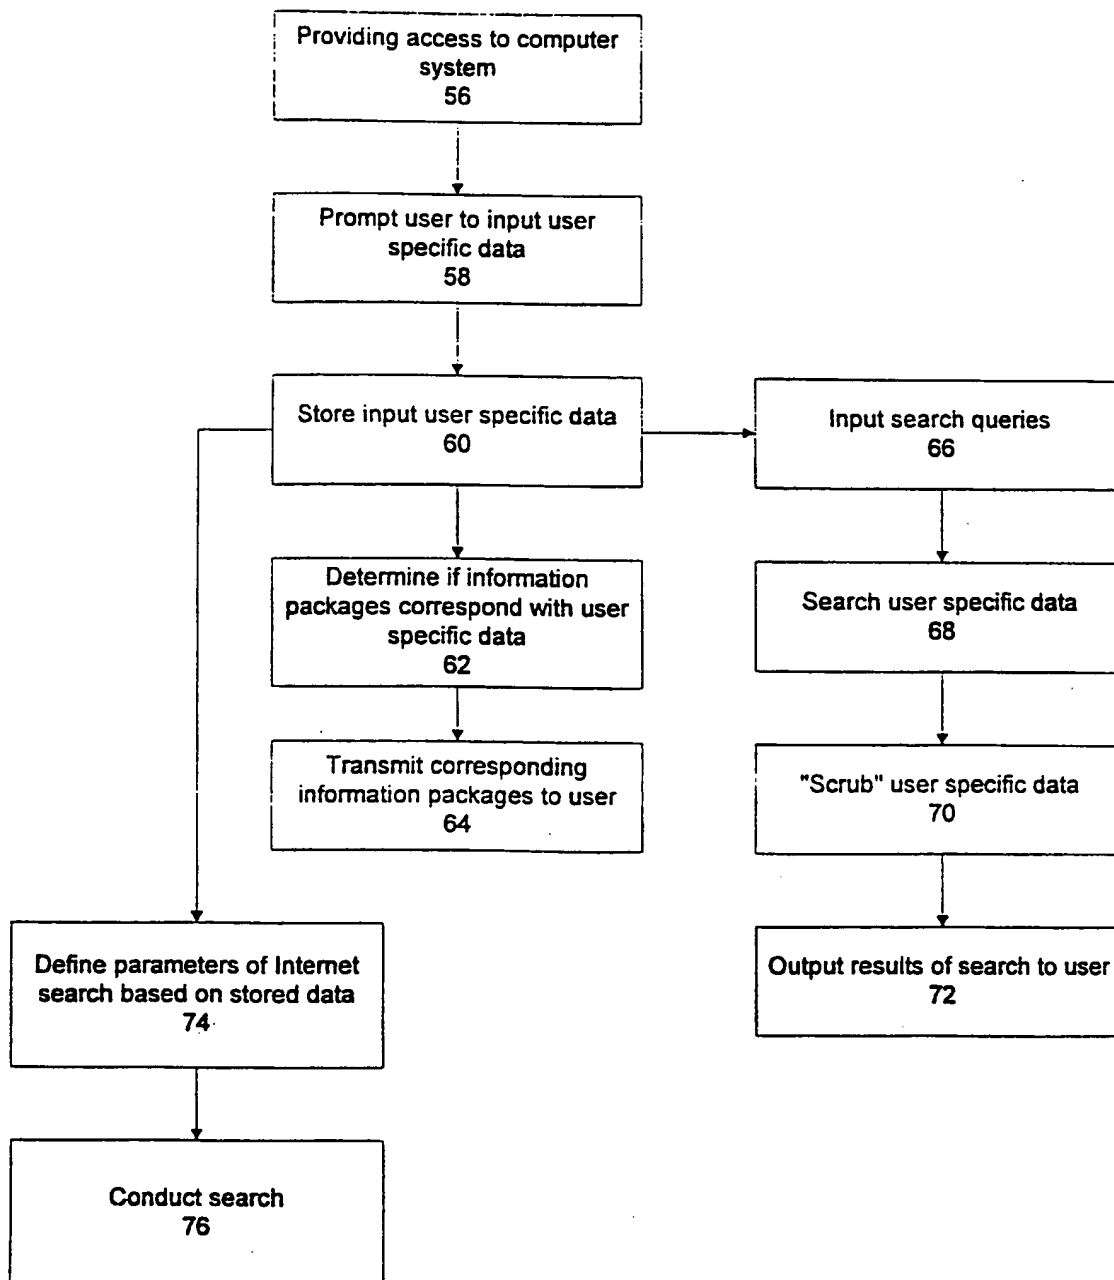 Providing access to computer
system
56
Prompt user to input user
specific data
58
Store input user specific data
60
Input search queries
66
Determine if information
packages correspond with user
specific data
62
Search user specific data
68
Transmit corresponding
information packages to user
64
"Scrub" user specific data
70
Define parameters of Internet
search based on stored data
74
Output results of search to user
72
Conduct search
76